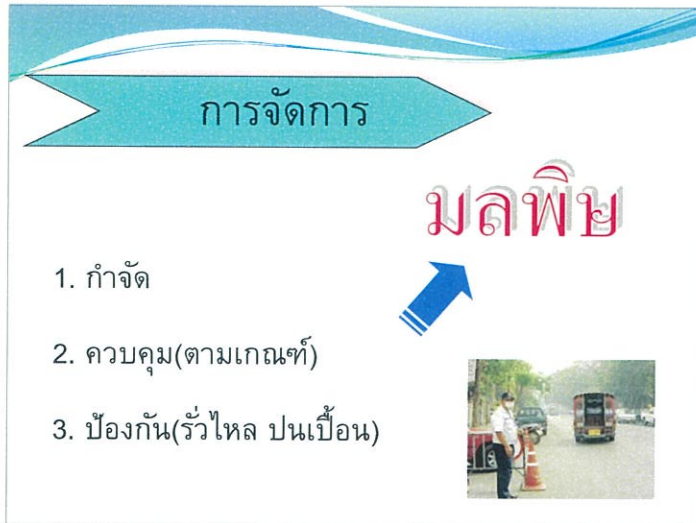 การจัดการ
มลพิษ
1. กำจัด
2. ควบคุม(ตามเกณฑ์)
3. ป้องกัน(รั่วไหล ปนเปื้อน)